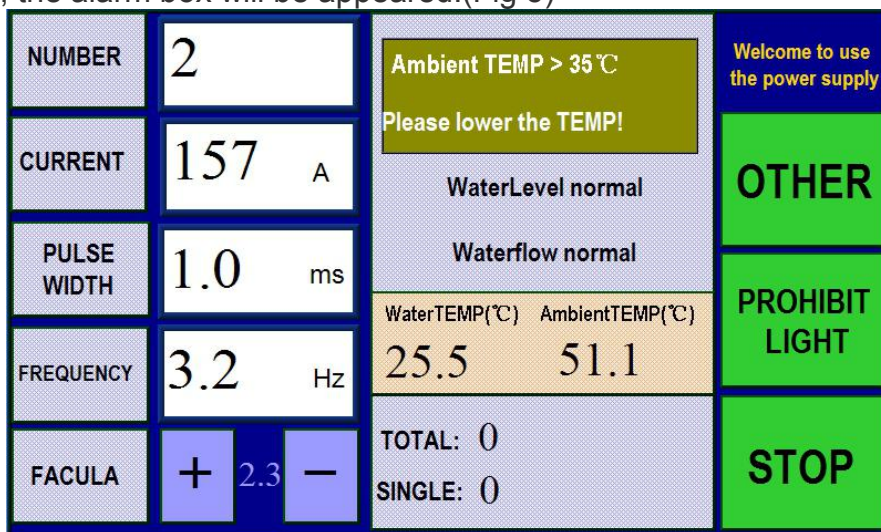 the alarm box will be appeared.(Fig
NUMBER
2
CURRENT
157 A
PULSE
WIDTH
1.0 ms
FREQUENCY
3.2 Hz
FACULA
+ 2.3 −
Ambient TEMP > 35℃
Please lower the TEMP!
WaterLevel normal
Waterflow normal
WaterTEMP(℃) AmbientTEMP(℃)
25.5 51.1
TOTAL: 0
SINGLE: 0
Welcome to use
the power supply
OTHER
PROHIBIT
LIGHT
STOP